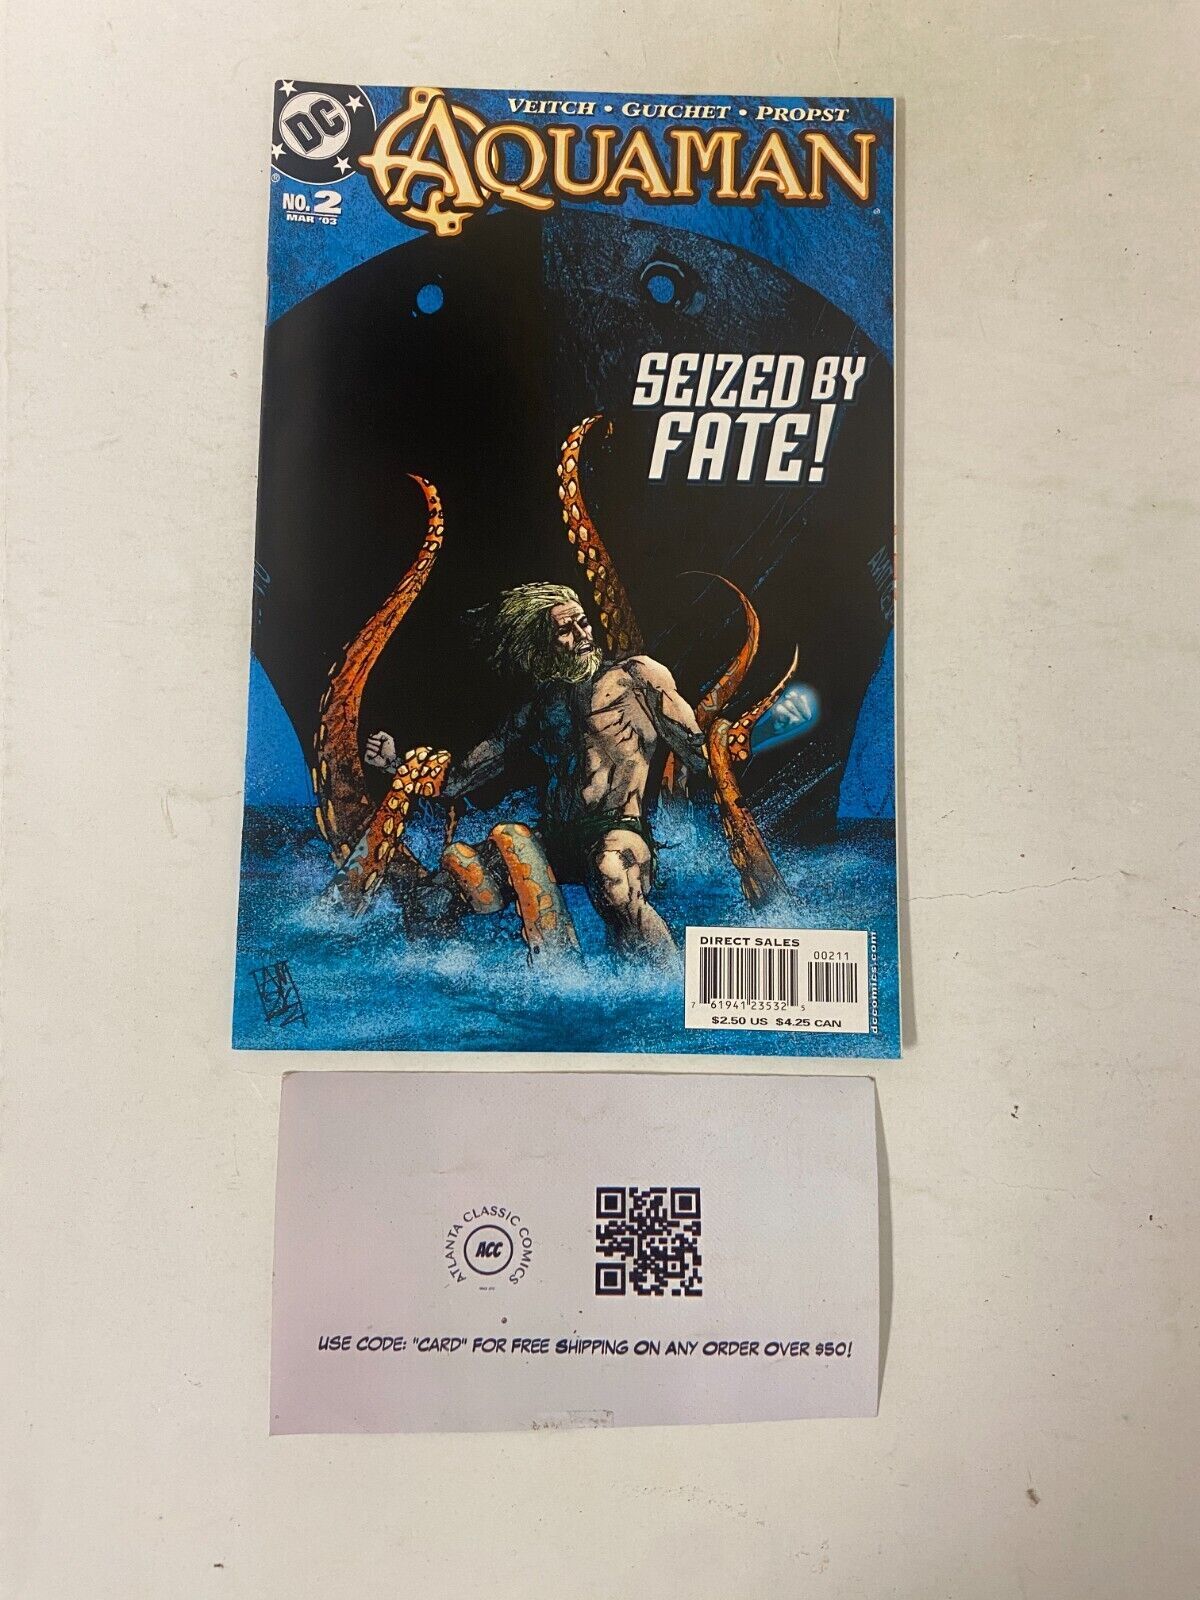 VEITCH • GUICHET • PROPST
DC
AQUAMAN
NO. 2
MAR '03
SEIZED BY
FATE!
DIRECT SALES
00211
7 61941 23532 5
$2.50 US $4.25 CAN
dccomics.com
ATLANTA CLASSIC COMICS
ACC
USE CODE: "CARD" FOR FREE SHIPPING ON ANY ORDER OVER $50!